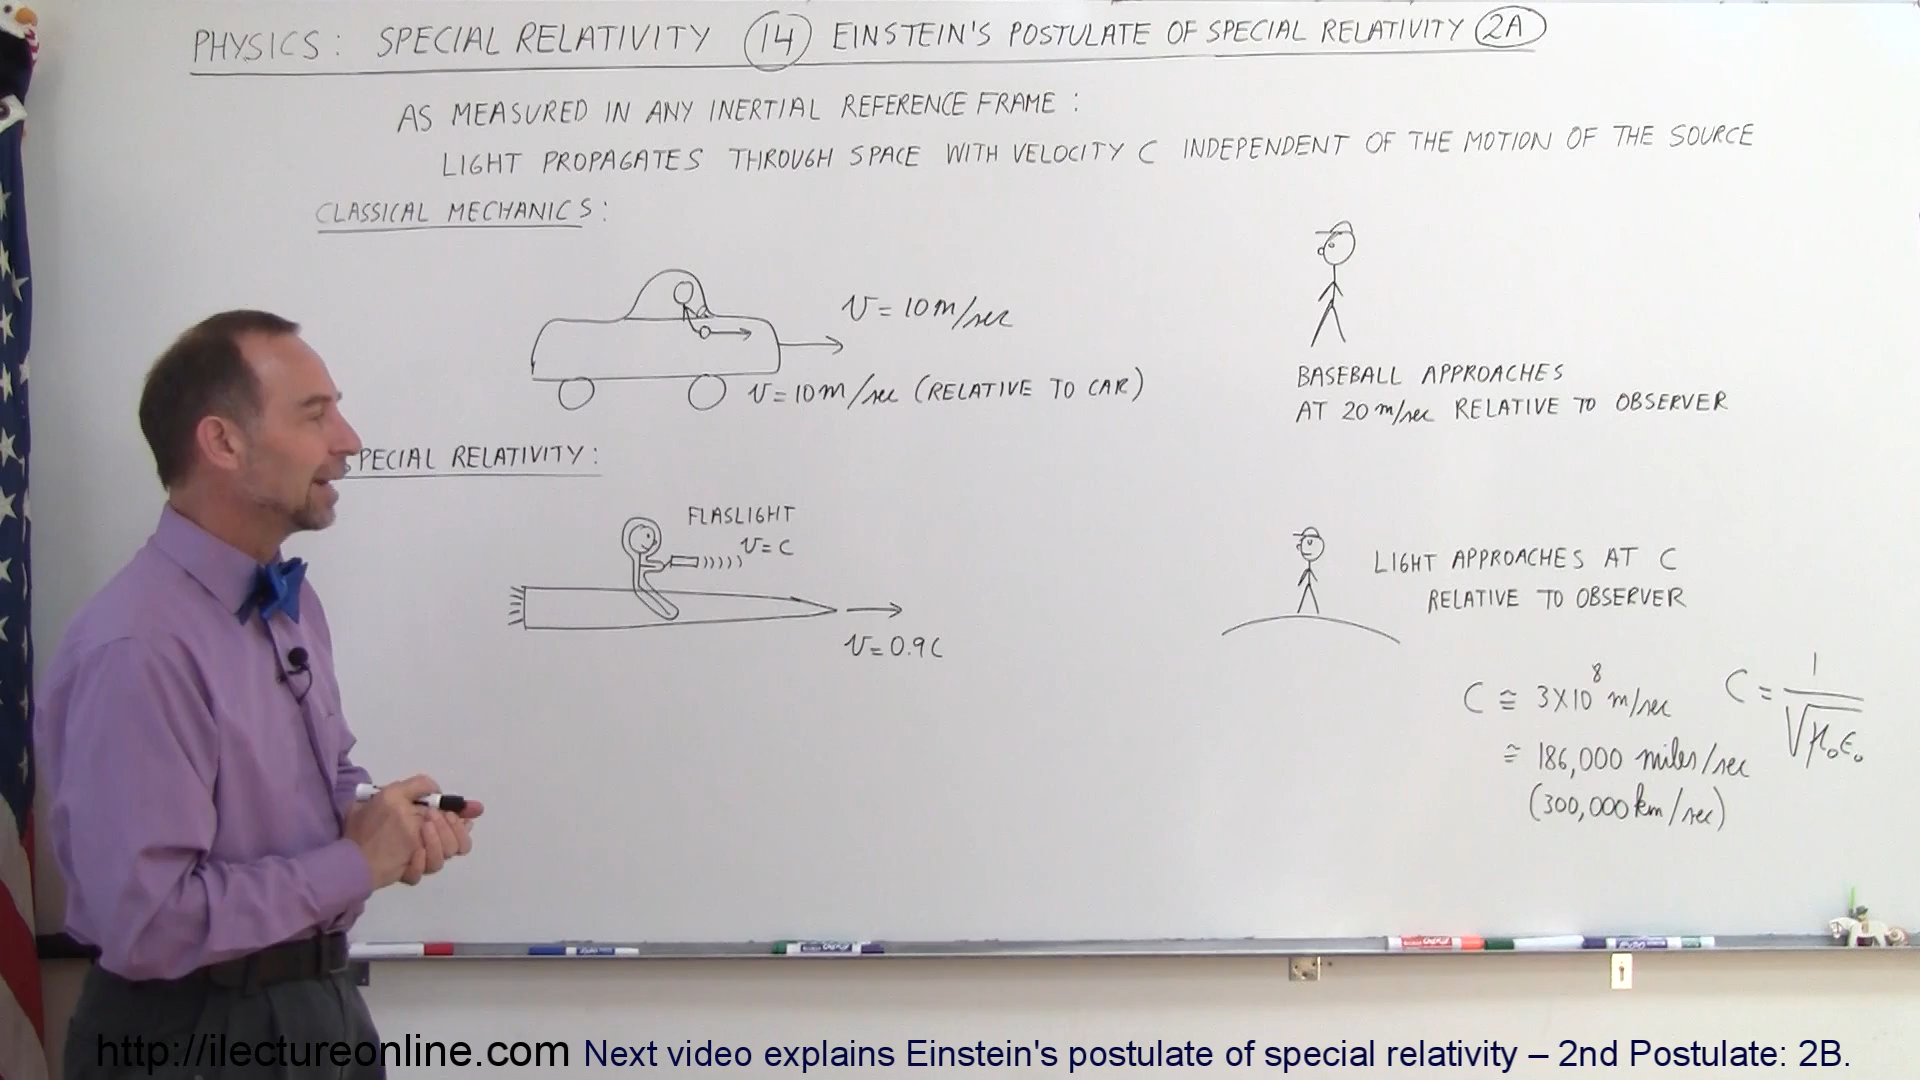 PHYSICS: SPECIAL RELATIVITY 14 EINSTEIN'S POSTULATE OF SPECIAL RELATIVITY 2A
AS MEASURED IN ANY INERTIAL REFERENCE FRAME:
LIGHT PROPAGATES THROUGH SPACE WITH VELOCITY C INDEPENDENT OF THE MOTION OF THE SOURCE
CLASSICAL MECHANICS:
v = 10 m/sec
v = 10 m/sec (RELATIVE TO CAR)
BASEBALL APPROACHES
AT 20 m/sec RELATIVE TO OBSERVER
SPECIAL RELATIVITY:
FLASLIGHT
v = C
v = 0.9C
LIGHT APPROACHES AT C
RELATIVE TO OBSERVER
C ≅ 3X10⁸ m/sec
≅ 186,000 miles/sec
(300,000 km/sec)
C = 1/√μ₀ε₀
http://ilectureonline.com Next video explains Einstein's postulate of special relativity – 2nd Postulate: 2B.